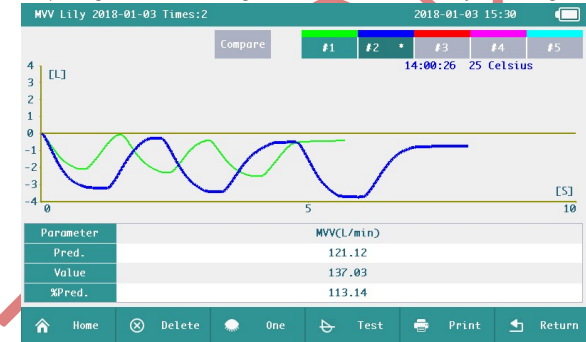 MVV Lily 2018-01-03 Times:2 2018-01-03 15:30
Compare #1 #2 * #3 #4 #5
14:00:26 25 Celsius
[L]
4
3
2
1
0
-1
-2
-3
-4
0 5 10
[S]
Parameter MVV(L/min)
Pred. 121.12
Value 137.03
%Pred. 113.14
Home Delete One Test Print Return